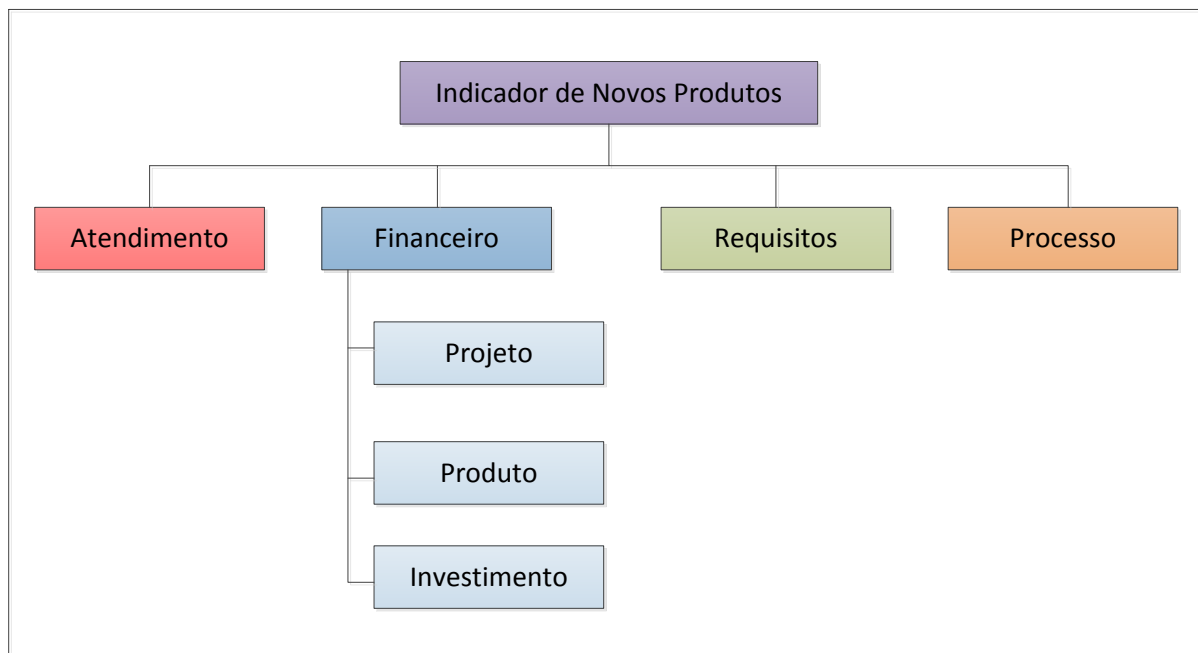 Indicador de Novos Produtos
Atendimento
Financeiro
Requisitos
Processo
Projeto
Produto
Investimento